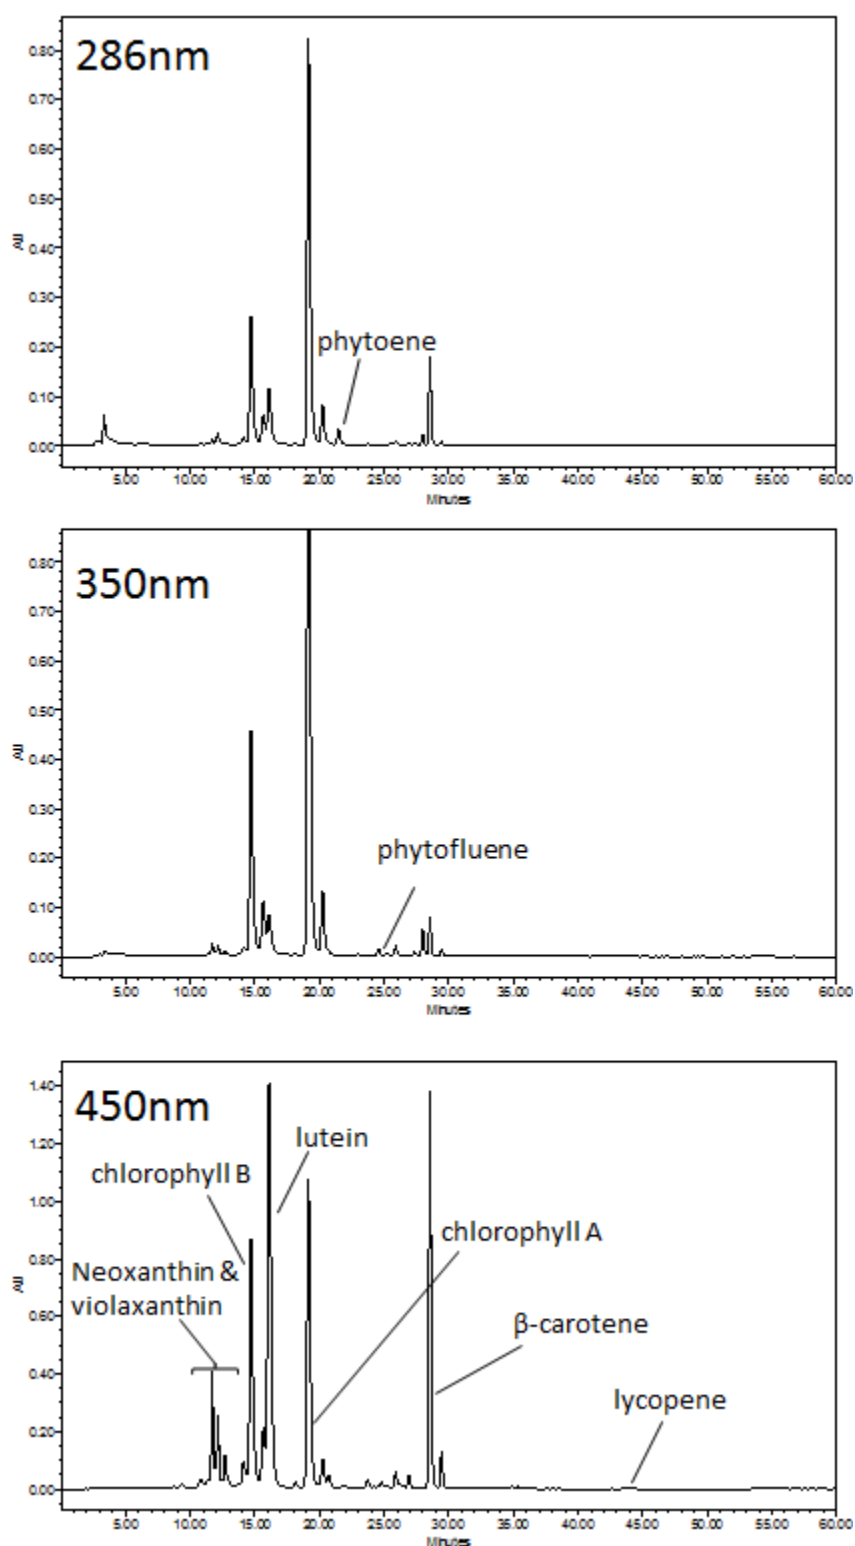 286nm
0.80
0.70
0.60
0.50
0.40
0.30
0.20
0.10
0.00
AU
phytoene
5.00 10.00 15.00 20.00 25.00 30.00 35.00 40.00 45.00 50.00 55.00 60.00
Minutes
350nm
0.80
0.70
0.60
0.50
0.40
0.30
0.20
0.10
0.00
AU
phytofluene
5.00 10.00 15.00 20.00 25.00 30.00 35.00 40.00 45.00 50.00 55.00 60.00
Minutes
450nm
1.40
1.20
1.00
0.80
0.60
0.40
0.20
0.00
AU
lutein
chlorophyll B
chlorophyll A
Neoxanthin &
violaxanthin
β-carotene
lycopene
5.00 10.00 15.00 20.00 25.00 30.00 35.00 40.00 45.00 50.00 55.00 60.00
Minutes